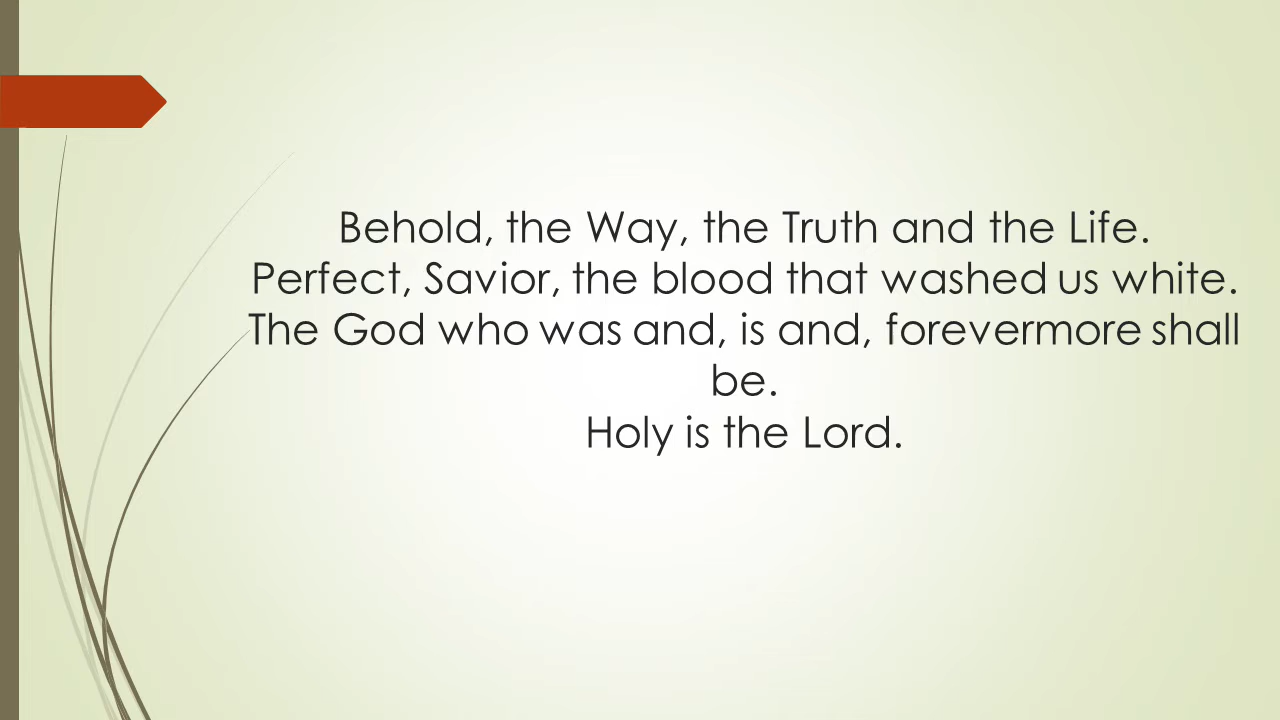 Behold, the Way, the Truth and the Life.
Perfect, Savior, the blood that washed us white.
The God who was and, is and, forevermore shall
be.
Holy is the Lord.